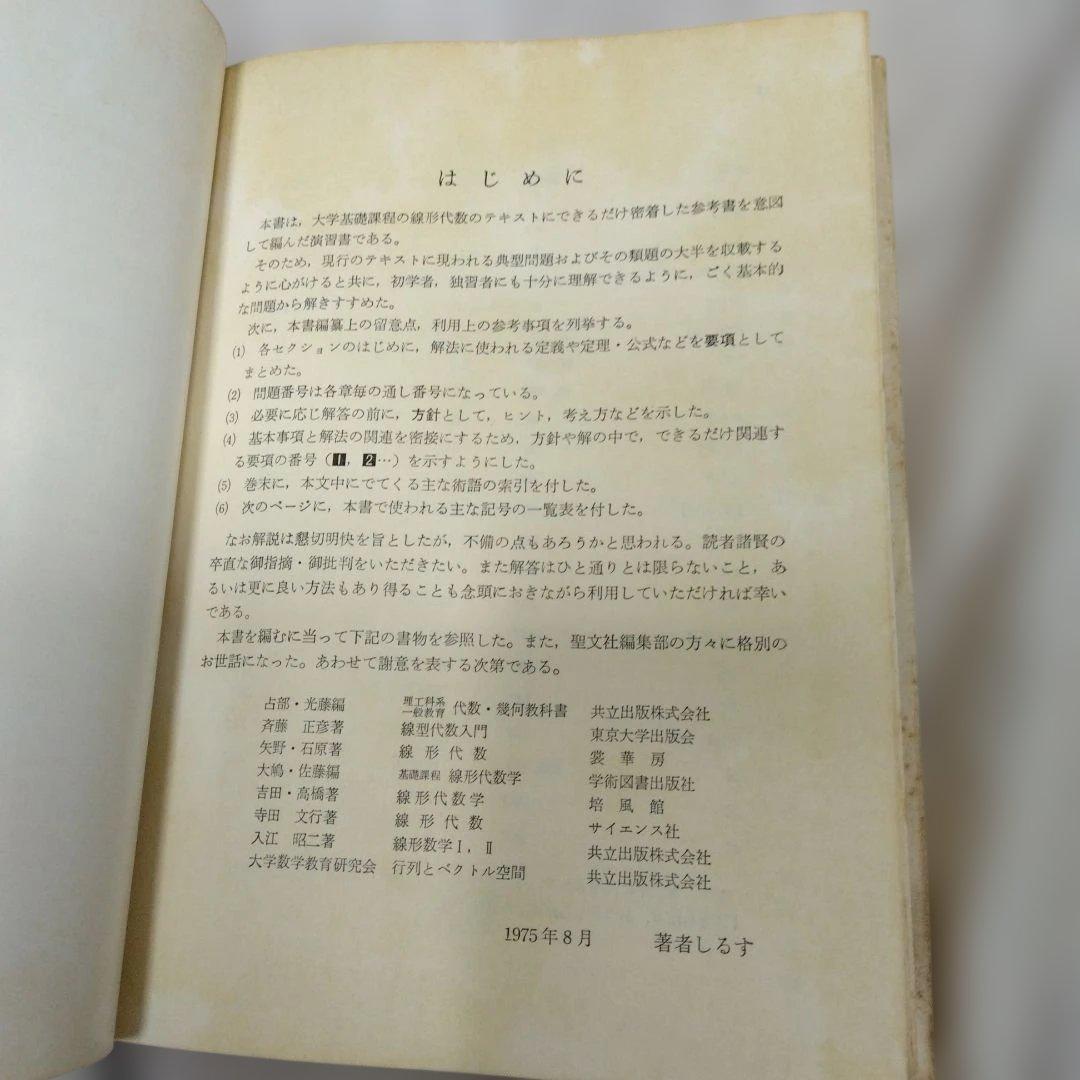 はじめに
本書は，大学基礎課程の線形代数のテキストにできるだけ密着した参考書を意図
して編んだ演習書である。
そのため，現行のテキストに現われる典型問題およびその類題の大半を収載する
ように心がけると共に，初学者，独習者にも十分に理解できるように，ごく基本的
な問題から解きすすめた。
次に，本書編纂上の留意点，利用上の参考事項を列挙する。
(1) 各セクションのはじめに，解法に使われる定義や定理・公式などを要項として
まとめた。
(2) 問題番号は各章毎の通し番号になっている。
(3) 必要に応じ解答の前に，方針として，ヒント，考え方などを示した。
(4) 基本事項と解法の関連を密接にするため，方針や解の中で，できるだけ関連す
る要項の番号（1，2…）を示すようにした。
(5) 巻末に，本文中にでてくる主な術語の索引を付した。
(6) 次のページに，本書で使われる主な記号の一覧表を付した。
なお解説は懇切明快を旨としたが，不備の点もあろうかと思われる。読者諸賢の
卒直な御指摘・御批判をいただきたい。また解答はひと通りとは限らないこと，あ
るいは更に良い方法もあり得ることも念頭におきながら利用していただければ幸い
である。
本書を編むに当って下記の書物を参照した。また，聖文社編集部の方々に格別の
お世話になった。あわせて謝意を表する次第である。
占部・光藤編 理工科系一般教育 代数・幾何教科書 共立出版株式会社
斉藤 正彦著 線型代数入門 東京大学出版会
矢野・石原著 線形代数 裳華房
大嶋・佐藤編 基礎課程 線形代数学 学術図書出版社
吉田・高橋著 線形代数学 培風館
寺田 文行著 線形代数 サイエンス社
入江 昭二著 線形数学Ⅰ，Ⅱ 共立出版株式会社
大学数学教育研究会 行列とベクトル空間 共立出版株式会社
1975年8月 著者しるす